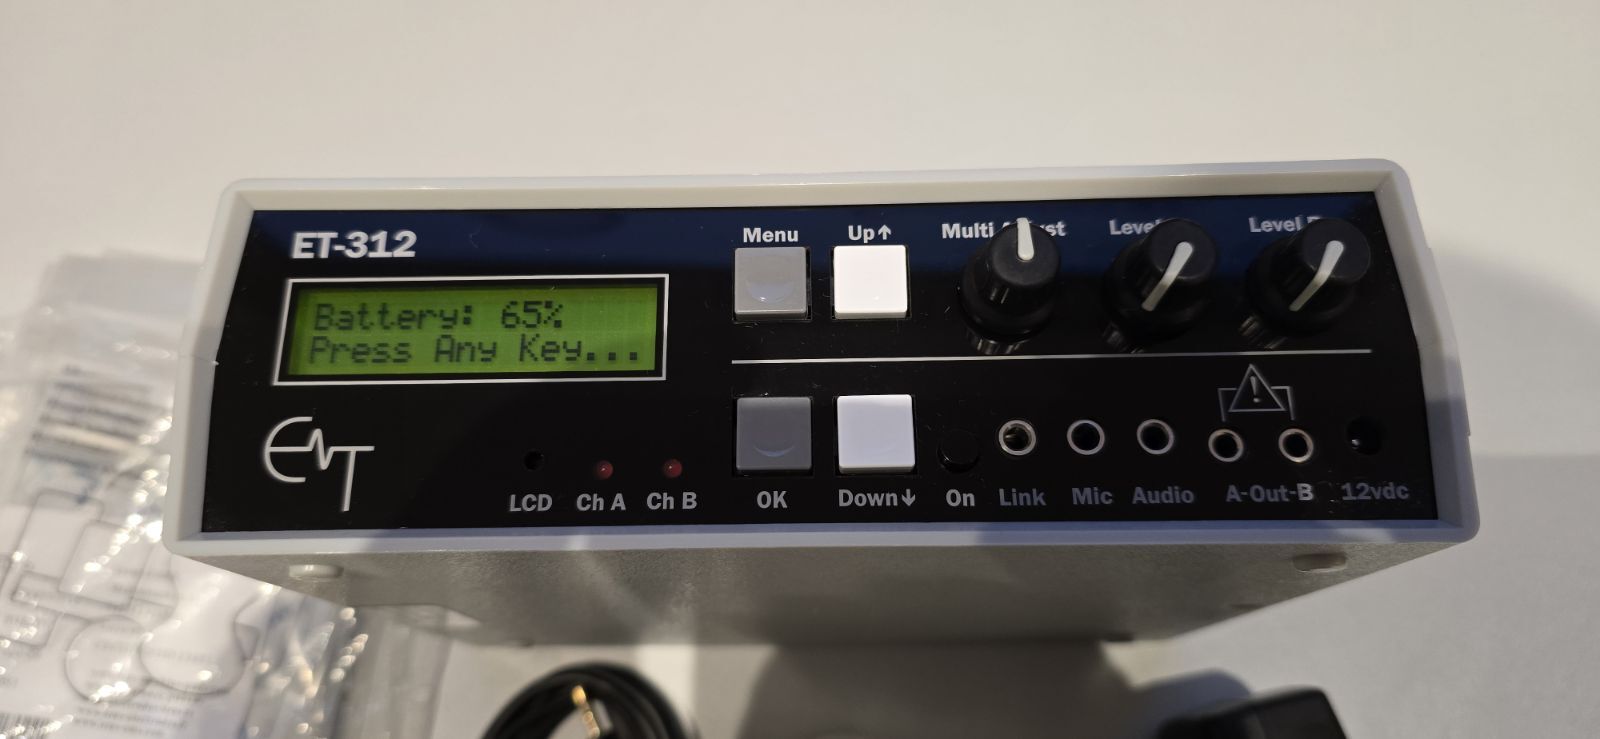 ET-312
Menu
Up↑
Multi
Level
Level
Battery: 65%
Press Any Key...
ET
LCD
Ch A
Ch B
OK
Down↓
On
Link
Mic
Audio
A-Out-B
12vdc